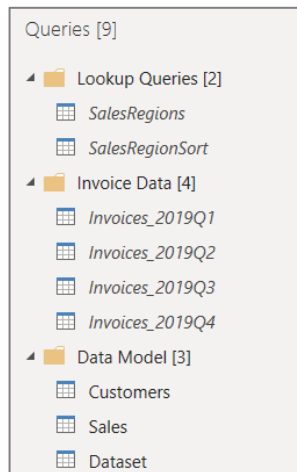 Queries [9]
Lookup Queries [2]
SalesRegions
SalesRegionSort
Invoice Data [4]
Invoices_2019Q1
Invoices_2019Q2
Invoices_2019Q3
Invoices_2019Q4
Data Model [3]
Customers
Sales
Dataset